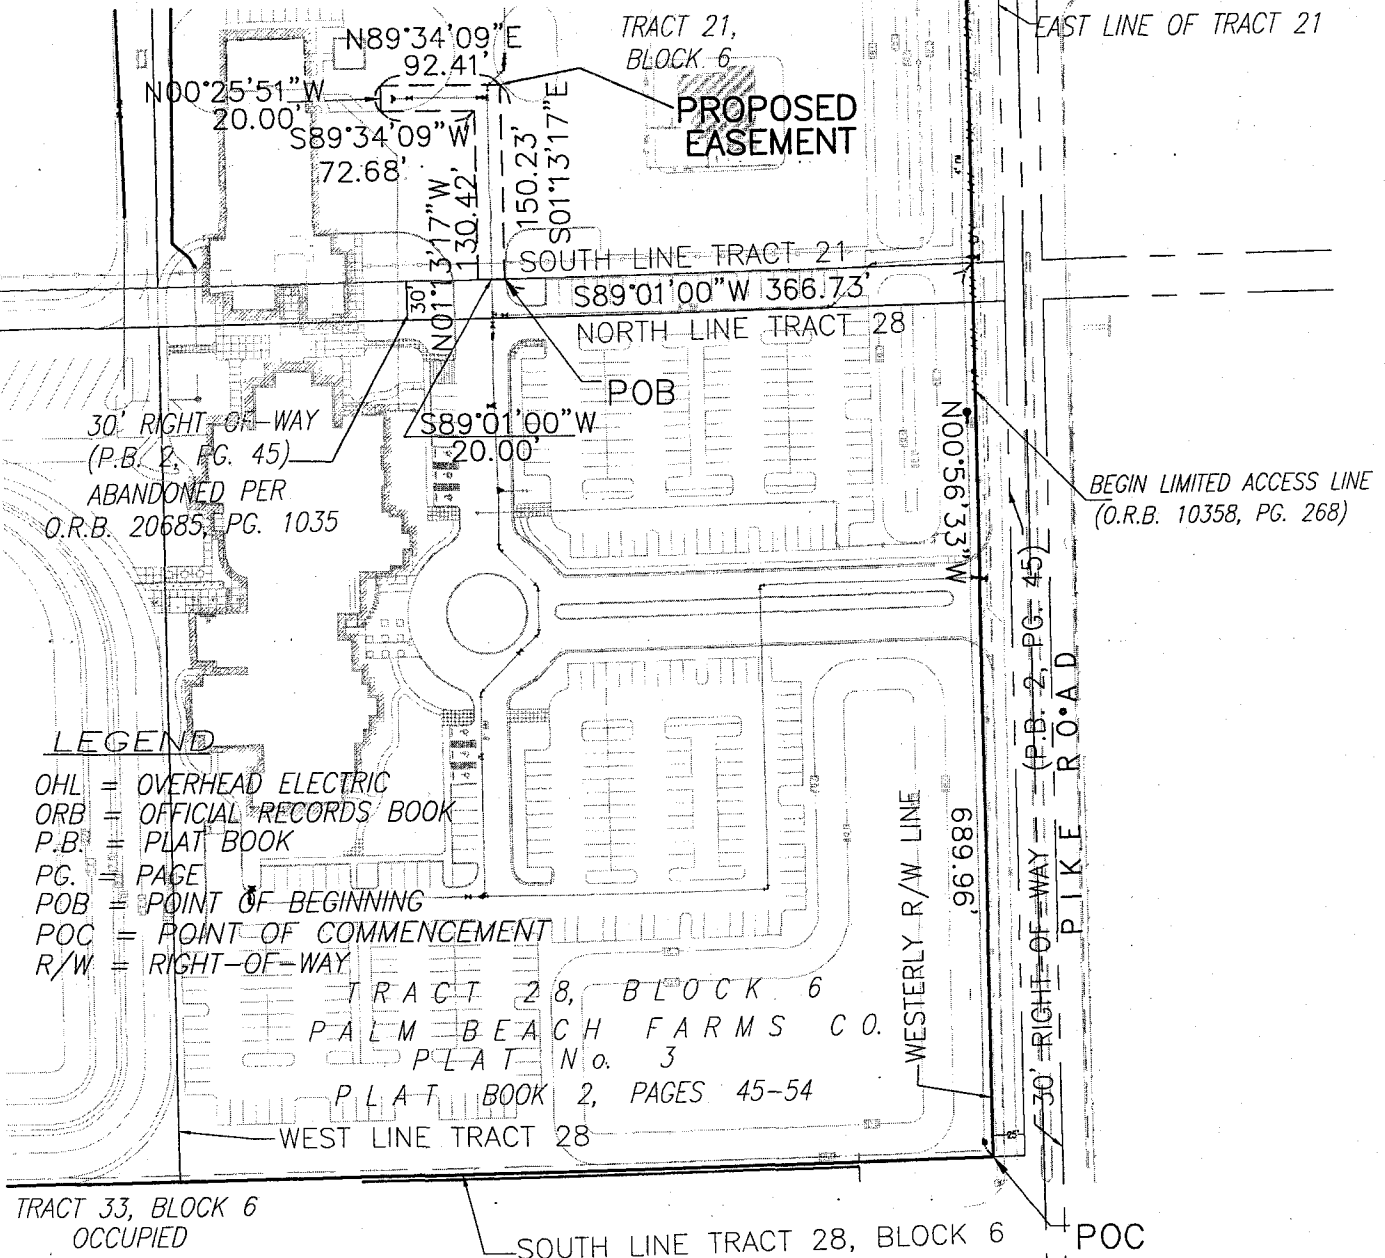 TRACT 21,
BLOCK 6
EAST LINE OF TRACT 21
N89°34'09"E
92.41'
N00°25'51"W
20.00'
S89°34'09"W
72.68'
PROPOSED
EASEMENT
N01°13'17"W
130.42'
150.23'
S01°13'17"E
SOUTH LINE TRACT 21
S89°01'00"W 366.73'
30'
NORTH LINE TRACT 28
POB
S89°01'00"W
20.00'
30' RIGHT-OF-WAY
(P.B. 2, PG. 45)
ABANDONED PER
O.R.B. 20685, PG. 1035
N00°56'33"W
689.96'
BEGIN LIMITED ACCESS LINE
(O.R.B. 10358, PG. 268)
30' RIGHT-OF-WAY (P.B. 2, PG. 45)
PIKE ROAD
WESTERLY R/W LINE
LEGEND
OHL = OVERHEAD ELECTRIC
ORB = OFFICIAL RECORDS BOOK
P.B. = PLAT BOOK
PG. = PAGE
POB = POINT OF BEGINNING
POC = POINT OF COMMENCEMENT
R/W = RIGHT-OF-WAY
TRACT 28, BLOCK 6
PALM BEACH FARMS CO.
PLAT No. 3
PLAT BOOK 2, PAGES 45-54
WEST LINE TRACT 28
25'
TRACT 33, BLOCK 6
OCCUPIED
SOUTH LINE TRACT 28, BLOCK 6
POC